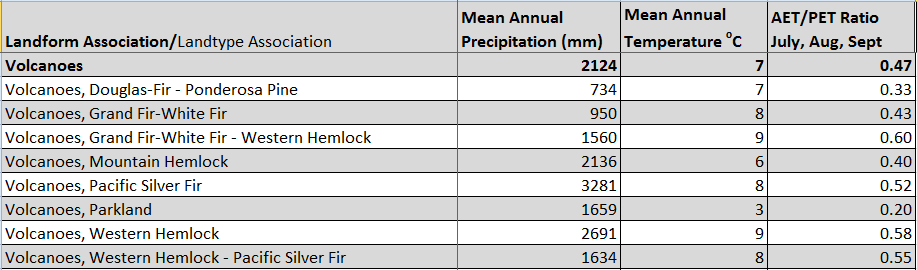 Landform Association/Landtype Association Mean Annual Precipitation (mm) Mean Annual Temperature °C AET/PET Ratio July, Aug, Sept
Volcanoes 2124 7 0.47
Volcanoes, Douglas-Fir - Ponderosa Pine 734 7 0.33
Volcanoes, Grand Fir-White Fir 950 8 0.43
Volcanoes, Grand Fir-White Fir - Western Hemlock 1560 9 0.60
Volcanoes, Mountain Hemlock 2136 6 0.40
Volcanoes, Pacific Silver Fir 3281 8 0.52
Volcanoes, Parkland 1659 3 0.20
Volcanoes, Western Hemlock 2691 9 0.58
Volcanoes, Western Hemlock - Pacific Silver Fir 1634 8 0.55